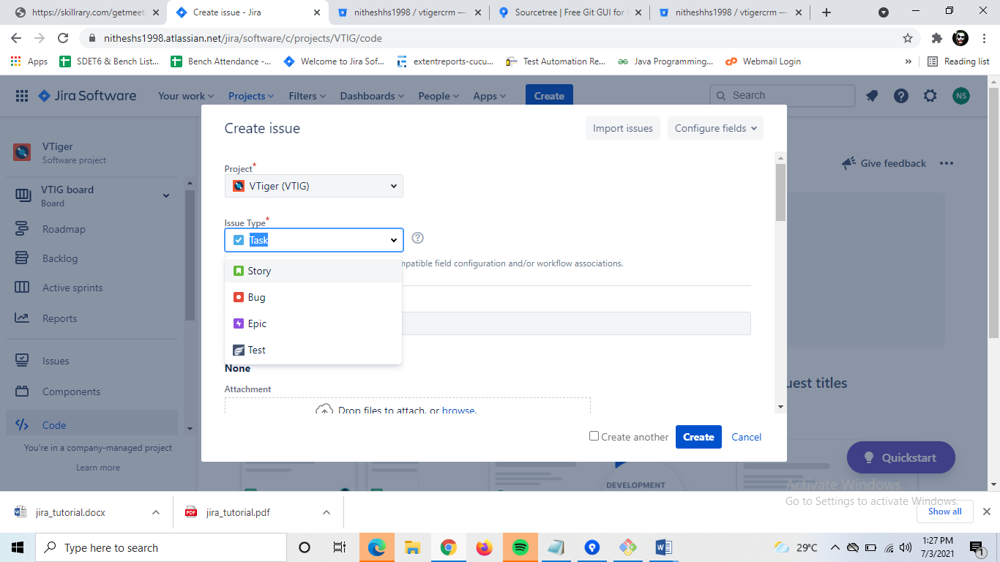 https://skillrary.com/getmeet
Create issue - Jira
nitheshhs1998 / vtigercrm —
Sourcetree | Free Git GUI for
nitheshhs1998 / vtigercrm —
nitheshs1998.atlassian.net/jira/software/c/projects/VTIG/code
Apps
SDET6 & Bench List...
Bench Attendance -...
Welcome to Jira Sof...
extentreports-cucu...
Test Automation Re...
Java Programming...
Webmail Login
»
Reading list
Jira Software
Your work
Projects
Filters
Dashboards
People
Apps
Create
Search
NS
VTiger
Software project
VTIG board
Board
Roadmap
Backlog
Active sprints
Reports
Issues
Components
Code
You're in a company-managed project
Learn more
Create issue
Import issues
Configure fields
Project*
VTiger (VTIG)
Issue Type*
Task
Story
Bug
Epic
Test
mpatible field configuration and/or workflow associations.
None
Attachment
Drop files to attach, or browse.
Create another
Create
Cancel
Give feedback
uest titles
DEVELOPMENT
Quickstart
Activate Windows
Go to Settings to activate Windows.
jira_tutorial.docx
PDF
jira_tutorial.pdf
Show all
Type here to search
29°C
1:27 PM
7/3/2021
1